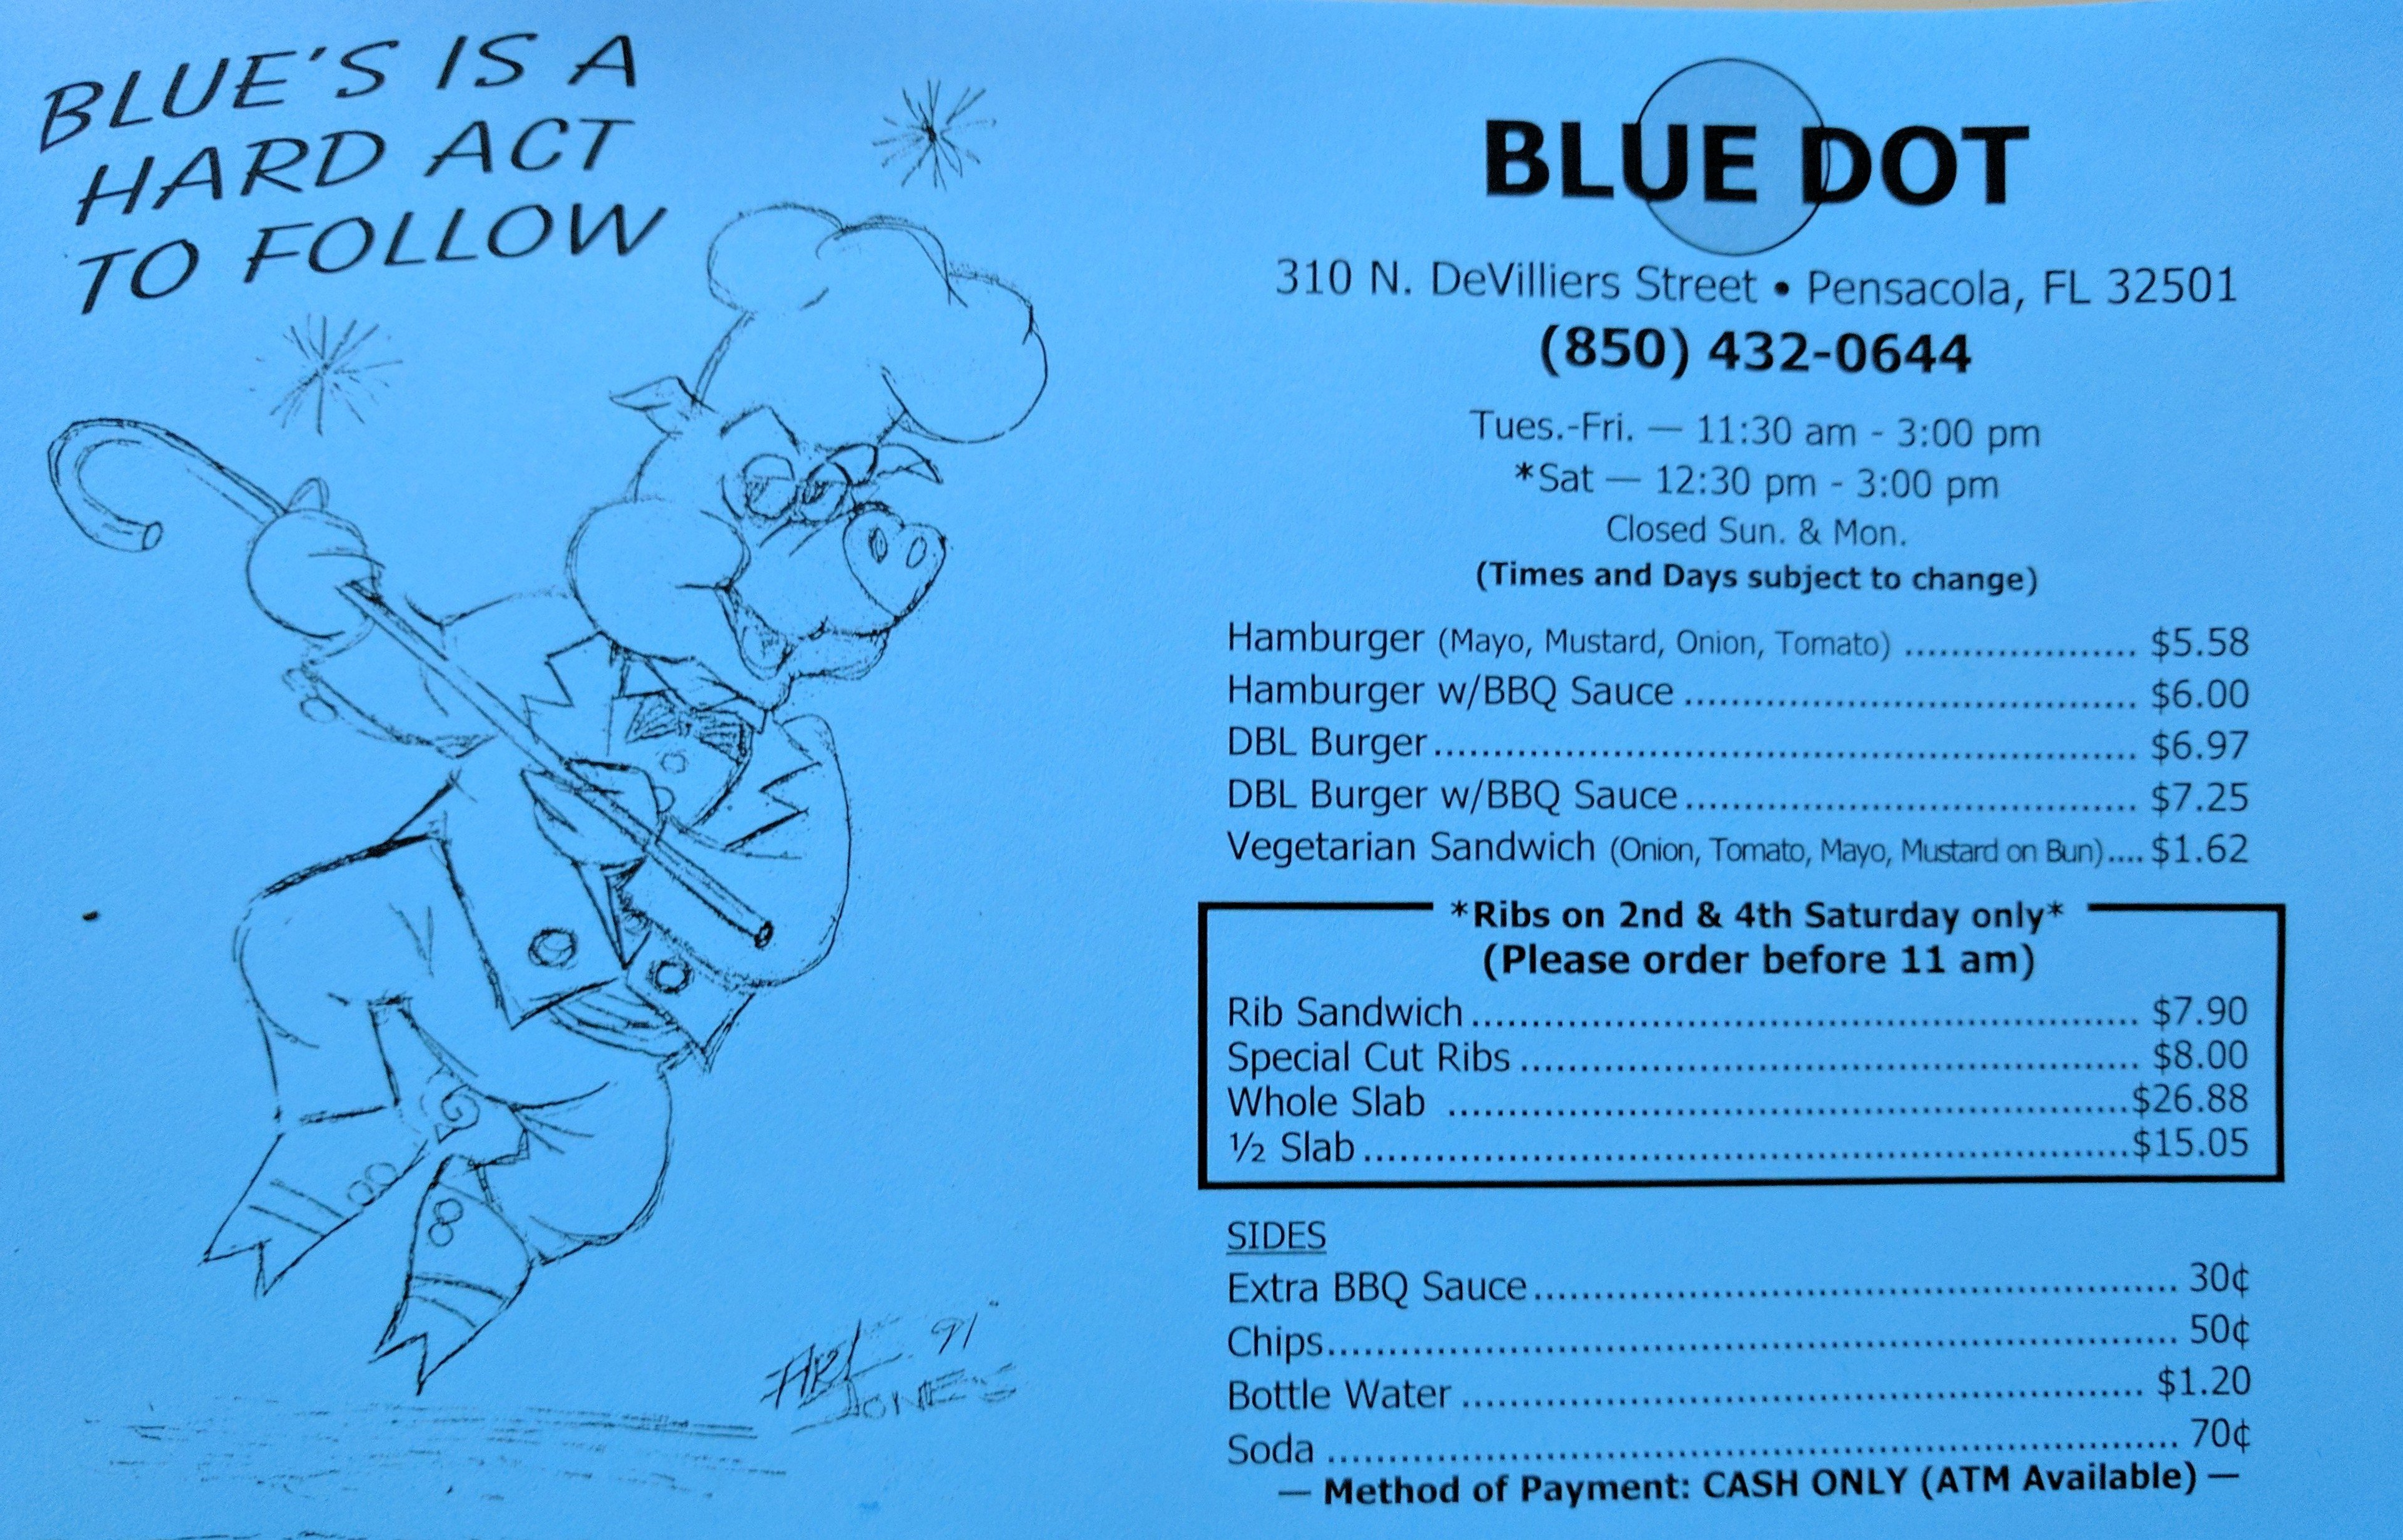 BLUE'S IS A
HARD ACT
TO FOLLOW
ART 91
JONES
BLUE DOT
310 N. DeVilliers Street • Pensacola, FL 32501
(850) 432-0644
Tues.-Fri. — 11:30 am - 3:00 pm
*Sat — 12:30 pm - 3:00 pm
Closed Sun. & Mon.
(Times and Days subject to change)
Hamburger (Mayo, Mustard, Onion, Tomato) .................... $5.58
Hamburger w/BBQ Sauce ....................................... $6.00
DBL Burger............................................................. $6.97
DBL Burger w/BBQ Sauce....................................... $7.25
Vegetarian Sandwich (Onion, Tomato, Mayo, Mustard on Bun).... $1.62
*Ribs on 2nd & 4th Saturday only*
(Please order before 11 am)
Rib Sandwich.......................................................... $7.90
Special Cut Ribs ...................................................... $8.00
Whole Slab ...........................................................$26.88
½ Slab..................................................................$15.05
SIDES
Extra BBQ Sauce........................................................ 30¢
Chips.......................................................................... 50¢
Bottle Water ........................................................... $1.20
Soda .......................................................................... 70¢
— Method of Payment: CASH ONLY (ATM Available) —